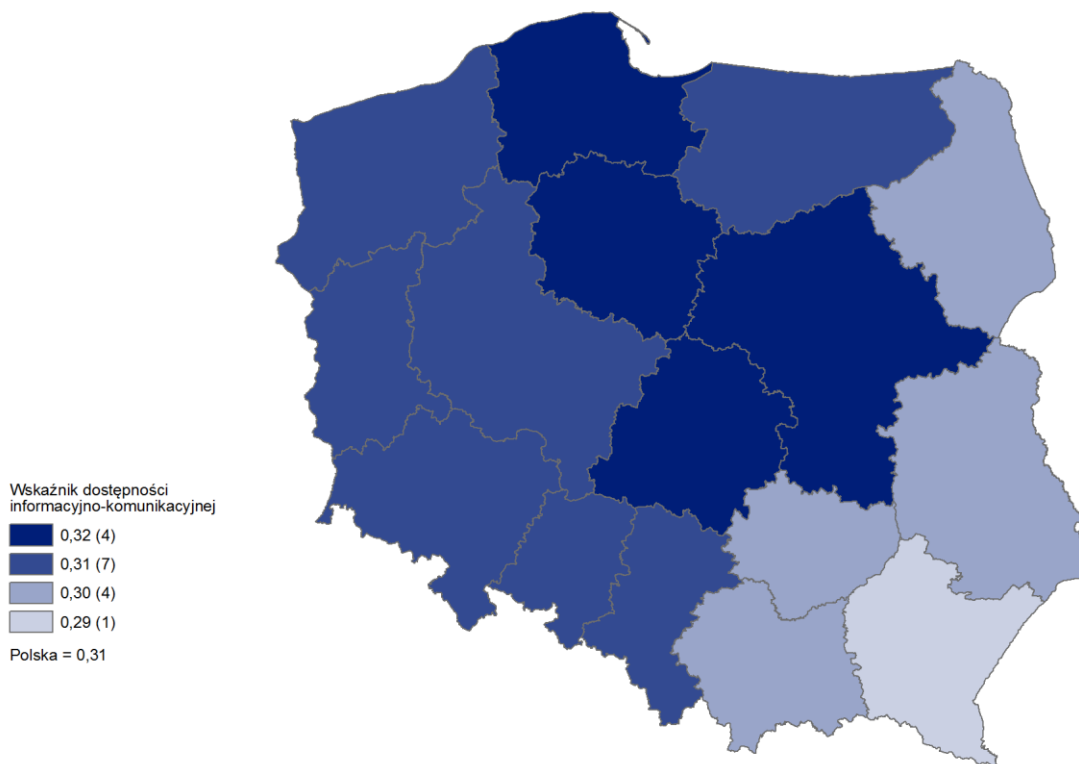 Wskaźnik dostępności
informacyjno-komunikacyjnej
0,32 (4)
0,31 (7)
0,30 (4)
0,29 (1)
Polska = 0,31